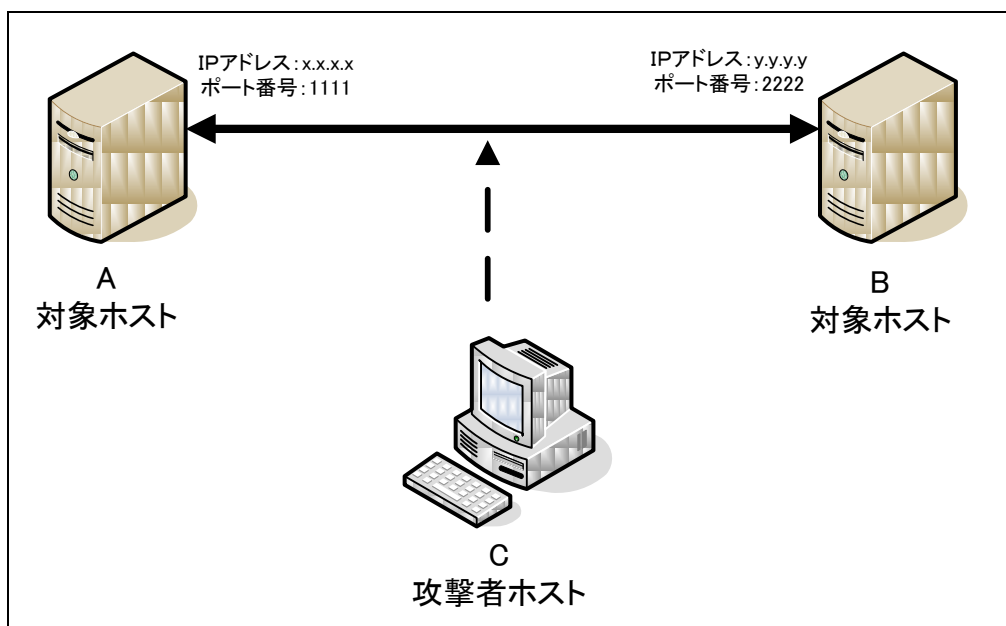 IPアドレス:x.x.x.x
ポート番号:1111
IPアドレス:y.y.y.y
ポート番号:2222
A
対象ホスト
B
対象ホスト
C
攻撃者ホスト